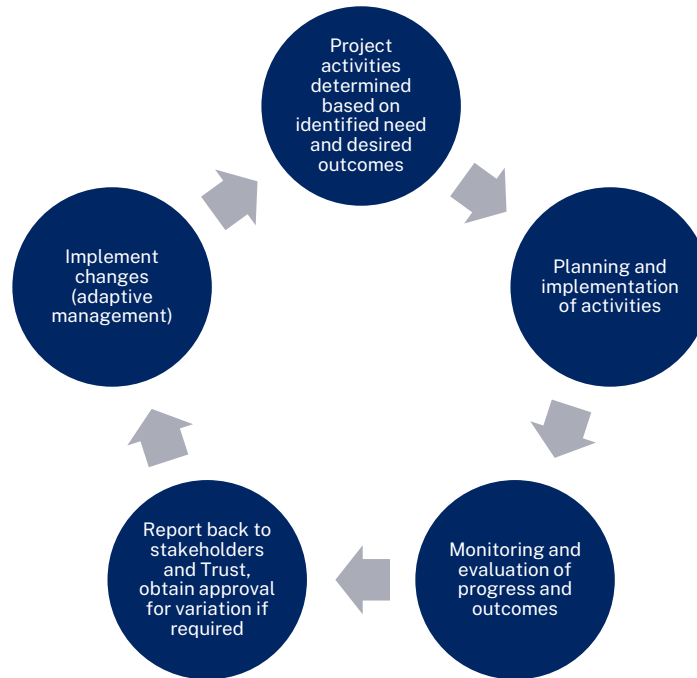 Project
activities
determined
based on
identified need
and desired
outcomes
Planning and
implementation
of activities
Monitoring and
evaluation of
progress and
outcomes
Report back to
stakeholders
and Trust,
obtain approval
for variation if
required
Implement
changes
(adaptive
management)